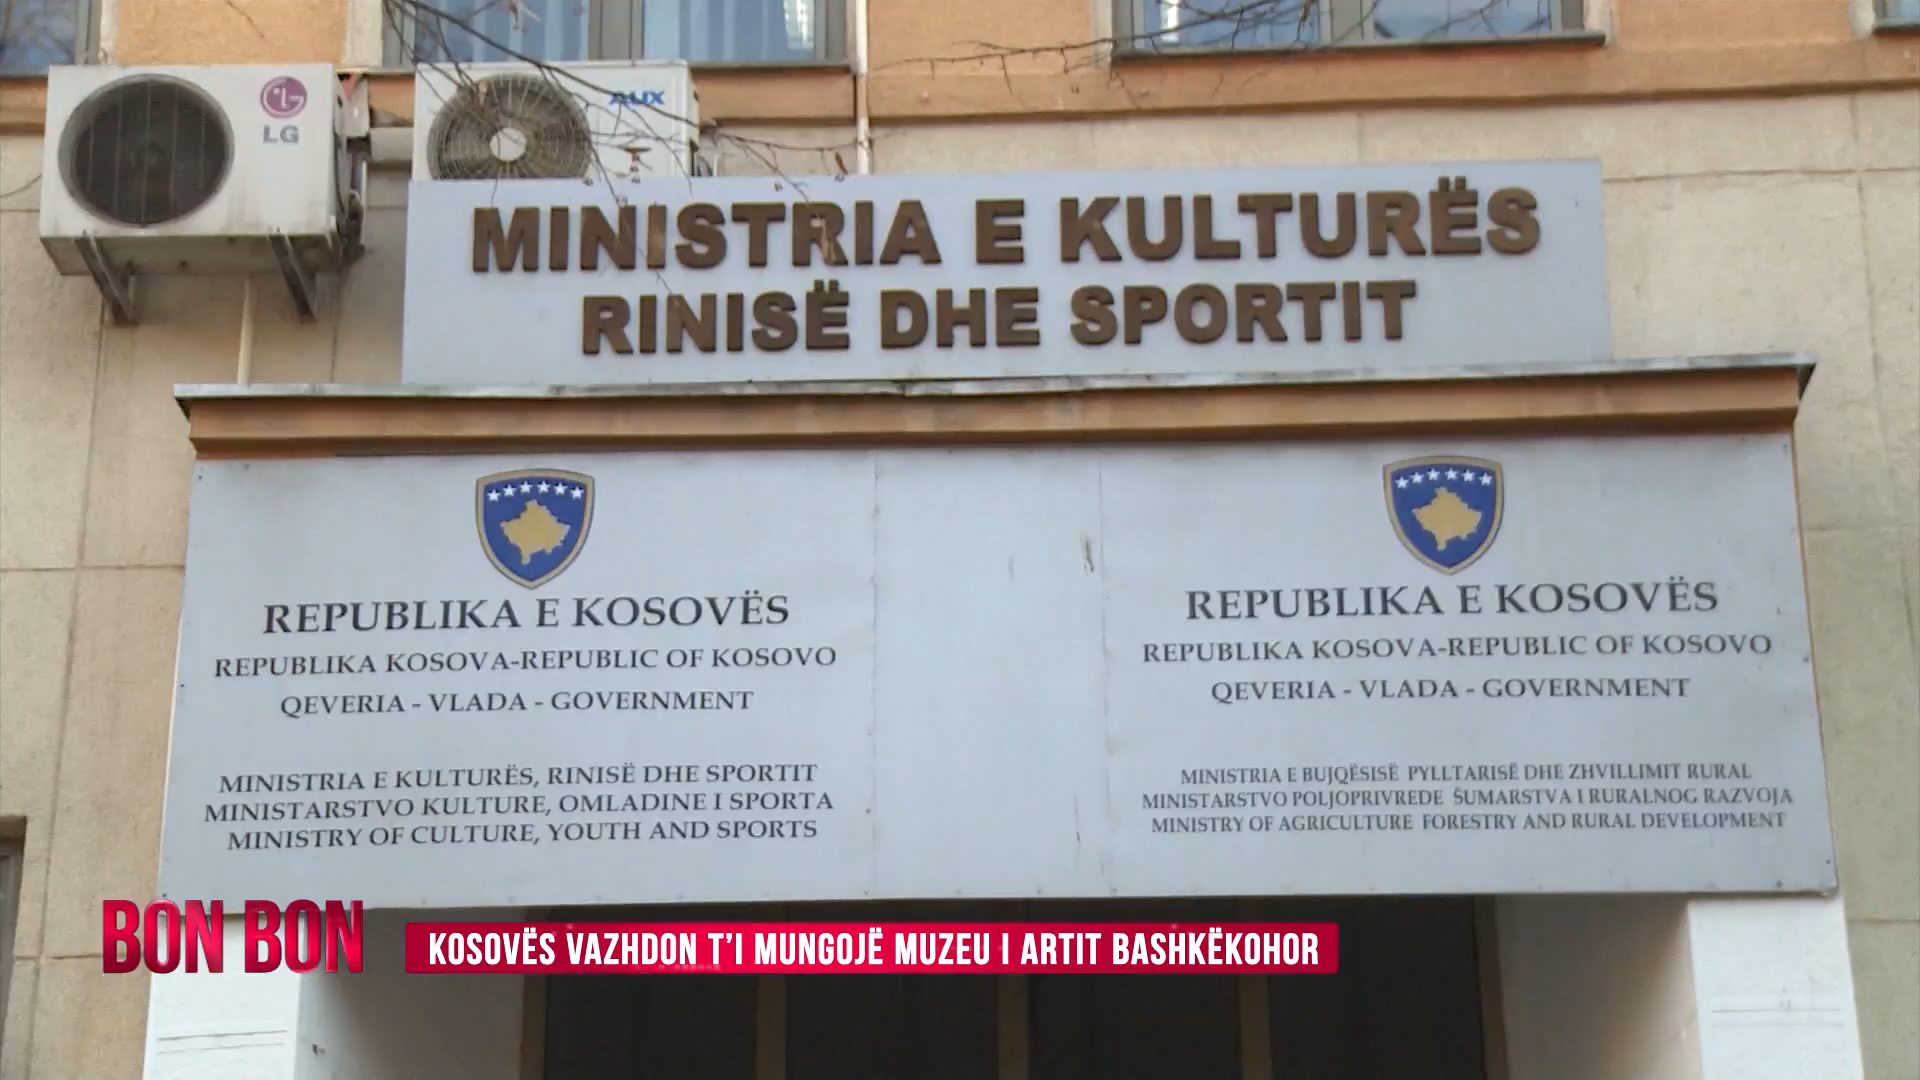 LG
AUX
MINISTRIA E KULTURËS
RINISË DHE SPORTIT
REPUBLIKA E KOSOVËS
REPUBLIKA KOSOVA-REPUBLIC OF KOSOVO
QEVERIA - VLADA - GOVERNMENT
MINISTRIA E KULTURËS, RINISË DHE SPORTIT
MINISTARSTVO KULTURE, OMLADINE I SPORTA
MINISTRY OF CULTURE, YOUTH AND SPORTS
REPUBLIKA E KOSOVËS
REPUBLIKA KOSOVA-REPUBLIC OF KOSOVO
QEVERIA - VLADA - GOVERNMENT
MINISTRIA E BUJQËSISË PYLLTARISË DHE ZHVILLIMIT RURAL
MINISTARSTVO POLJOPRIVREDE ŠUMARSTVA I RURALNOG RAZVOJA
MINISTRY OF AGRICULTURE FORESTRY AND RURAL DEVELOPMENT
BON BON
KOSOVËS VAZHDON T'I MUNGOJË MUZEU I ARTIT BASHKËKOHOR